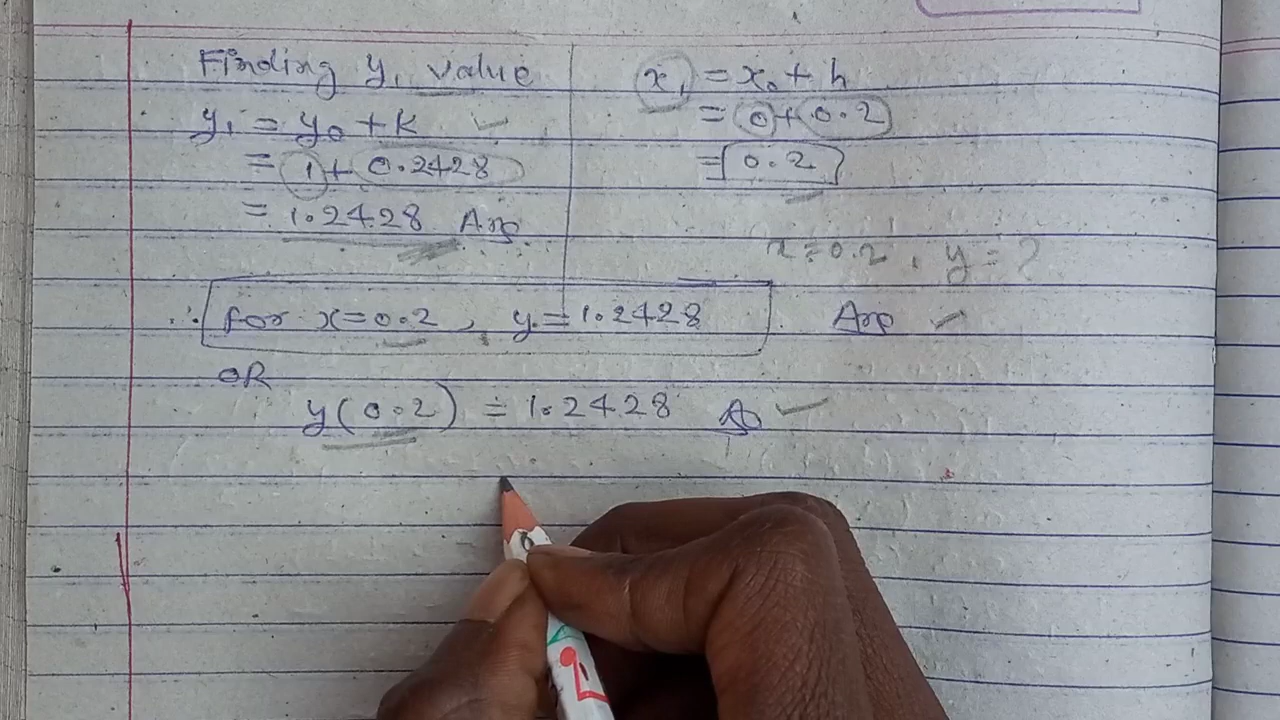 Finding y₁ value
y₁ = y₀ + k
= 1 + 0.2428
= 1.2428 Ans
x₁ = x₀ + h
= 0 + 0.2
= 0.2
x = 0.2, y = ?
∴ for x = 0.2, y = 1.2428 Ans
OR
y(0.2) = 1.2428 As